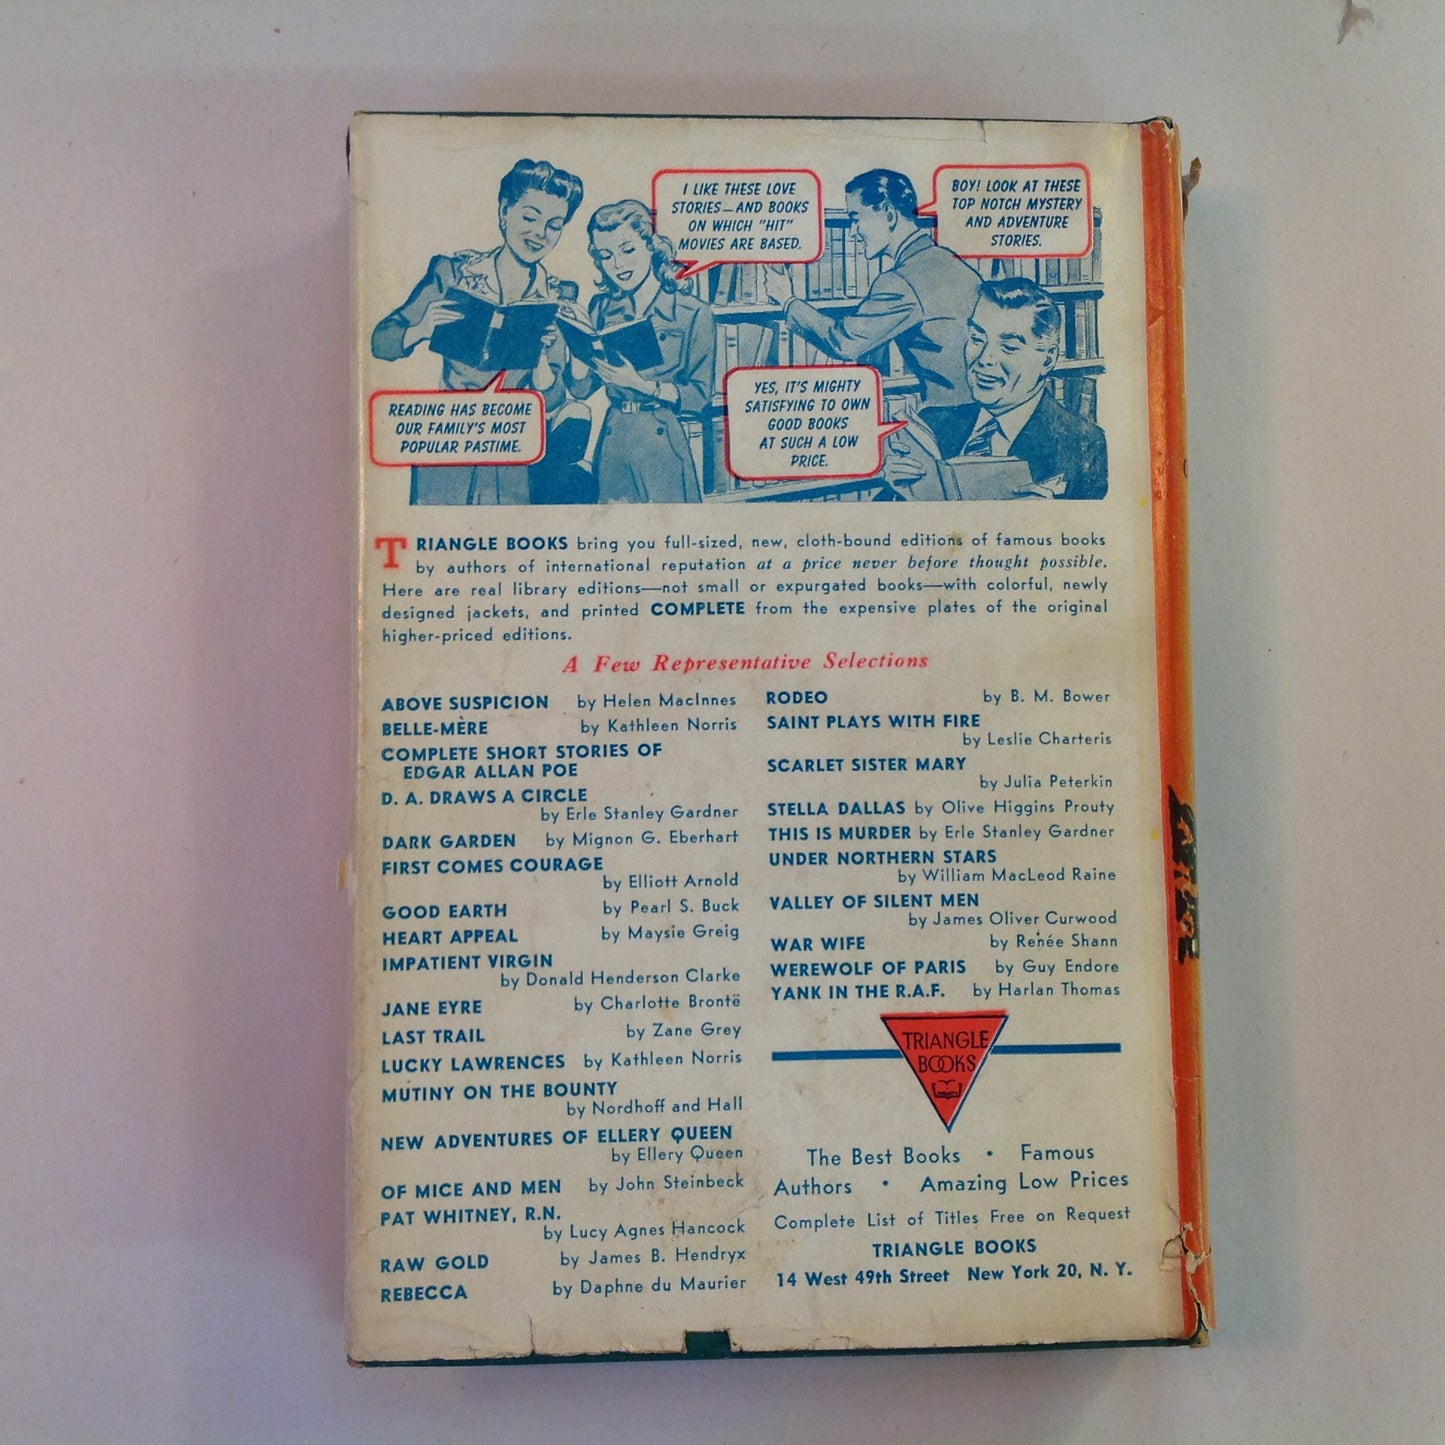 I LIKE THESE LOVE
STORIES—AND BOOKS
ON WHICH "HIT"
MOVIES ARE BASED.
BOY! LOOK AT THESE
TOP NOTCH MYSTERY
AND ADVENTURE
STORIES.
READING HAS BECOME
OUR FAMILY'S MOST
POPULAR PASTIME.
YES, IT'S MIGHTY
SATISFYING TO OWN
GOOD BOOKS
AT SUCH A LOW
PRICE.
TRIANGLE BOOKS bring you full-sized, new, cloth-bound editions of famous books
by authors of international reputation at a price never before thought possible.
Here are real library editions—not small or expurgated books—with colorful, newly
designed jackets, and printed COMPLETE from the expensive plates of the original
higher-priced editions.
A Few Representative Selections
ABOVE SUSPICION by Helen MacInnes
BELLE-MÈRE by Kathleen Norris
COMPLETE SHORT STORIES OF
EDGAR ALLAN POE
D. A. DRAWS A CIRCLE
by Erle Stanley Gardner
DARK GARDEN by Mignon G. Eberhart
FIRST COMES COURAGE
by Elliott Arnold
GOOD EARTH by Pearl S. Buck
HEART APPEAL by Maysie Greig
IMPATIENT VIRGIN
by Donald Henderson Clarke
JANE EYRE by Charlotte Brontë
LAST TRAIL by Zane Grey
LUCKY LAWRENCES by Kathleen Norris
MUTINY ON THE BOUNTY
by Nordhoff and Hall
NEW ADVENTURES OF ELLERY QUEEN
by Ellery Queen
OF MICE AND MEN by John Steinbeck
PAT WHITNEY, R.N.
by Lucy Agnes Hancock
RAW GOLD by James B. Hendryx
REBECCA by Daphne du Maurier
RODEO by B. M. Bower
SAINT PLAYS WITH FIRE
by Leslie Charteris
SCARLET SISTER MARY
by Julia Peterkin
STELLA DALLAS by Olive Higgins Prouty
THIS IS MURDER by Erle Stanley Gardner
UNDER NORTHERN STARS
by William MacLeod Raine
VALLEY OF SILENT MEN
by James Oliver Curwood
WAR WIFE by Renée Shann
WEREWOLF OF PARIS by Guy Endore
YANK IN THE R.A.F. by Harlan Thomas
TRIANGLE
BOOKS
The Best Books • Famous
Authors • Amazing Low Prices
Complete List of Titles Free on Request
TRIANGLE BOOKS
14 West 49th Street New York 20, N. Y.